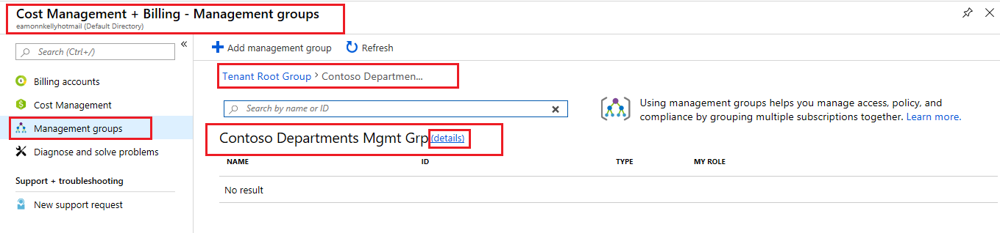 Cost Management + Billing - Management groups
eamonnkellyhotmail (Default Directory)
Search (Ctrl+/)
Billing accounts
Cost Management
Management groups
Diagnose and solve problems
Support + troubleshooting
New support request
Add management group
Refresh
Tenant Root Group > Contoso Departmen...
Search by name or ID
Using management groups helps you manage access, policy, and
compliance by grouping multiple subscriptions together. Learn more.
Contoso Departments Mgmt Grp (details)
NAME ID TYPE MY ROLE
No result